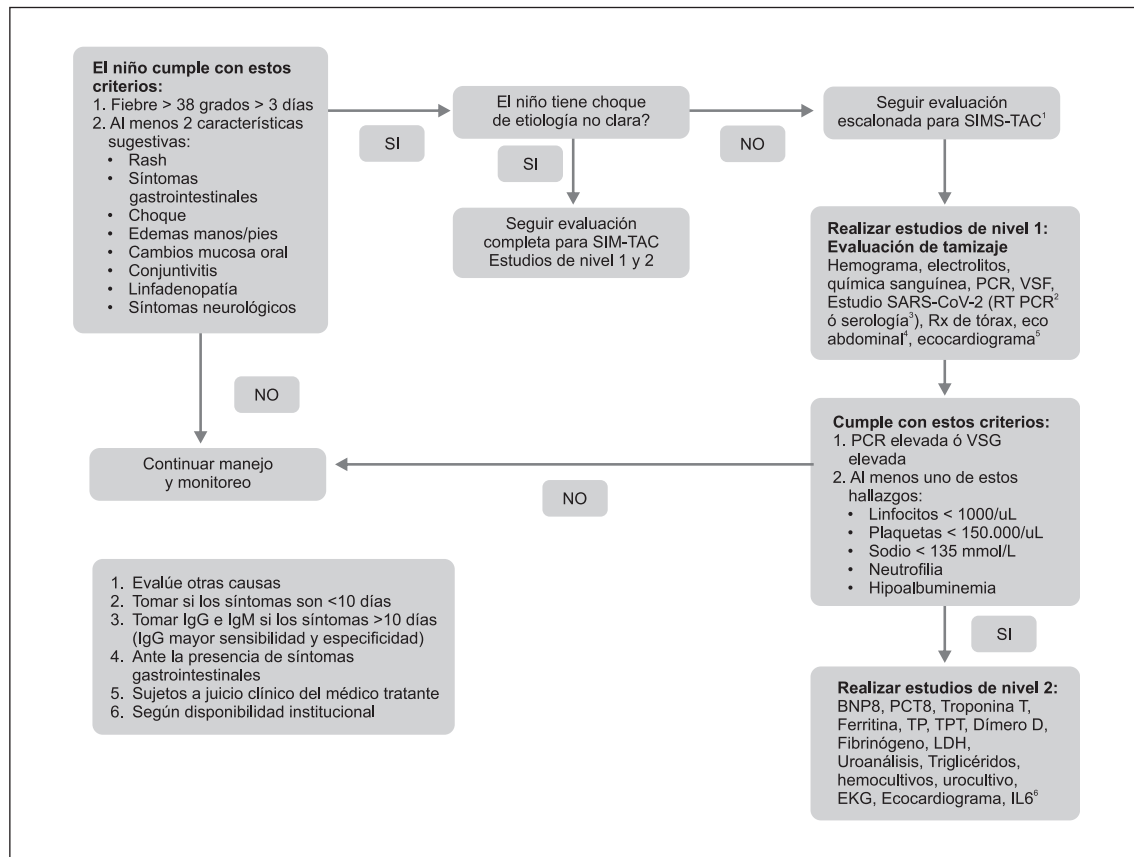 El niño cumple con estos
criterios:
1. Fiebre > 38 grados > 3 días
2. Al menos 2 características
sugestivas:
• Rash
• Síntomas
gastrointestinales
• Choque
• Edemas manos/pies
• Cambios mucosa oral
• Conjuntivitis
• Linfadenopatía
• Síntomas neurológicos
SI
El niño tiene choque
de etiología no clara?
NO
Seguir evaluación
escalonada para SIMS-TAC¹
SI
Seguir evaluación
completa para SIM-TAC
Estudios de nivel 1 y 2
Realizar estudios de nivel 1:
Evaluación de tamizaje
Hemograma, electrolitos,
química sanguínea, PCR, VSF,
Estudio SARS-CoV-2 (RT PCR²
ó serología³), Rx de tórax, eco
abdominal⁴, ecocardiograma⁵
NO
Continuar manejo
y monitoreo
Cumple con estos criterios:
1. PCR elevada ó VSG
elevada
2. Al menos uno de estos
hallazgos:
• Linfocitos < 1000/uL
• Plaquetas < 150.000/uL
• Sodio < 135 mmol/L
• Neutrofilia
• Hipoalbuminemia
NO
SI
1. Evalúe otras causas
2. Tomar si los síntomas son <10 días
3. Tomar IgG e IgM si los síntomas >10 días
(IgG mayor sensibilidad y especificidad)
4. Ante la presencia de síntomas
gastrointestinales
5. Sujetos a juicio clínico del médico tratante
6. Según disponibilidad institucional
Realizar estudios de nivel 2:
BNP8, PCT8, Troponina T,
Ferritina, TP, TPT, Dímero D,
Fibrinógeno, LDH,
Uroanálisis, Triglicéridos,
hemocultivos, urocultivo,
EKG, Ecocardiograma, IL6⁶